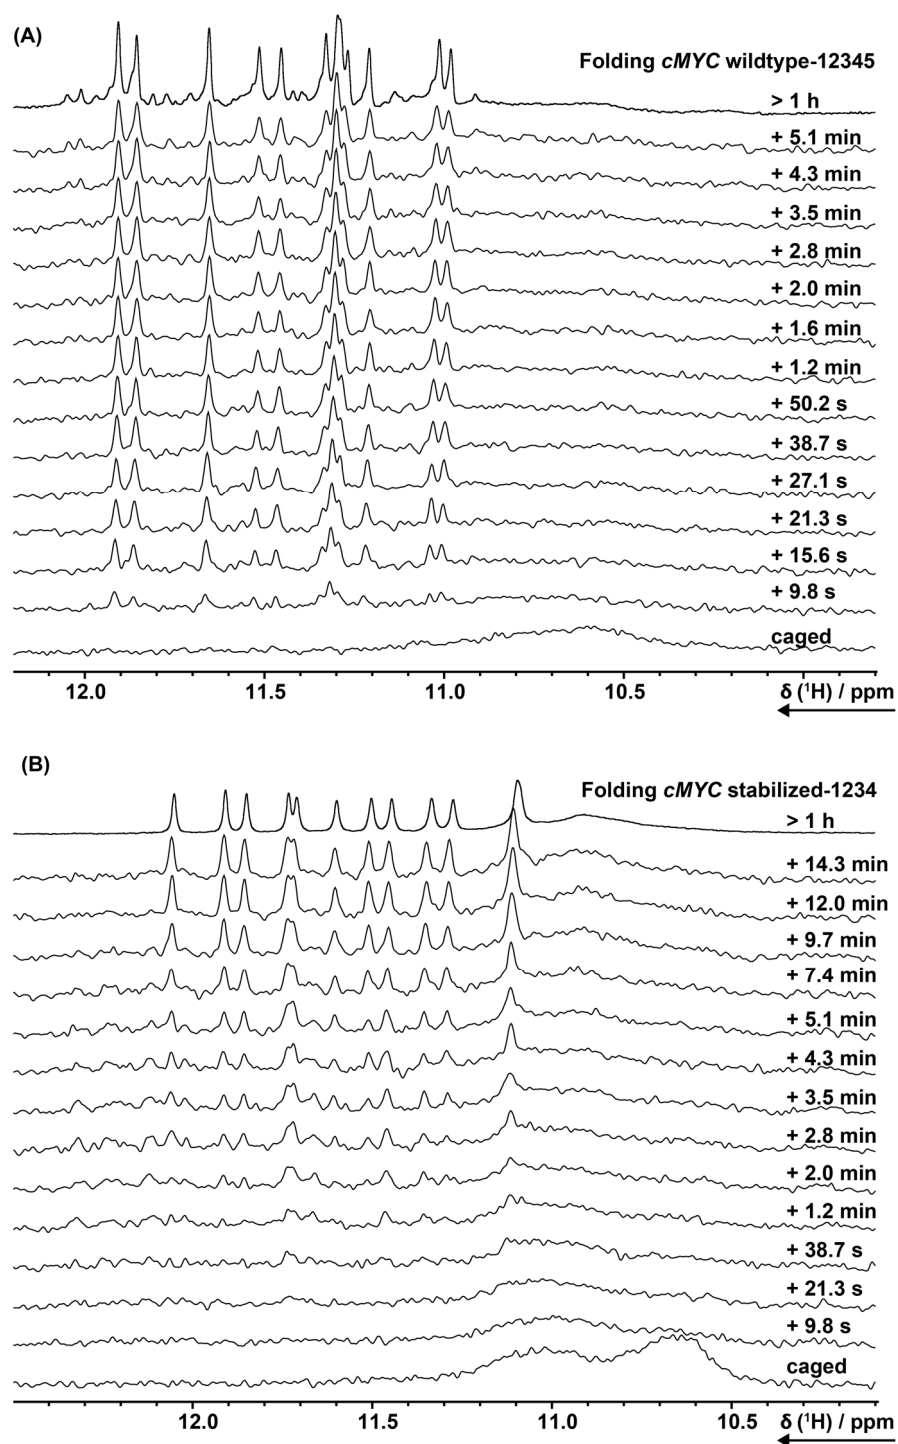 (A)
Folding cMYC wildtype-12345
> 1 h
+ 5.1 min
+ 4.3 min
+ 3.5 min
+ 2.8 min
+ 2.0 min
+ 1.6 min
+ 1.2 min
+ 50.2 s
+ 38.7 s
+ 27.1 s
+ 21.3 s
+ 15.6 s
+ 9.8 s
caged
12.0 11.5 11.0 10.5 δ (¹H) / ppm
(B)
Folding cMYC stabilized-1234
> 1 h
+ 14.3 min
+ 12.0 min
+ 9.7 min
+ 7.4 min
+ 5.1 min
+ 4.3 min
+ 3.5 min
+ 2.8 min
+ 2.0 min
+ 1.2 min
+ 38.7 s
+ 21.3 s
+ 9.8 s
caged
12.0 11.5 11.0 10.5 δ (¹H) / ppm